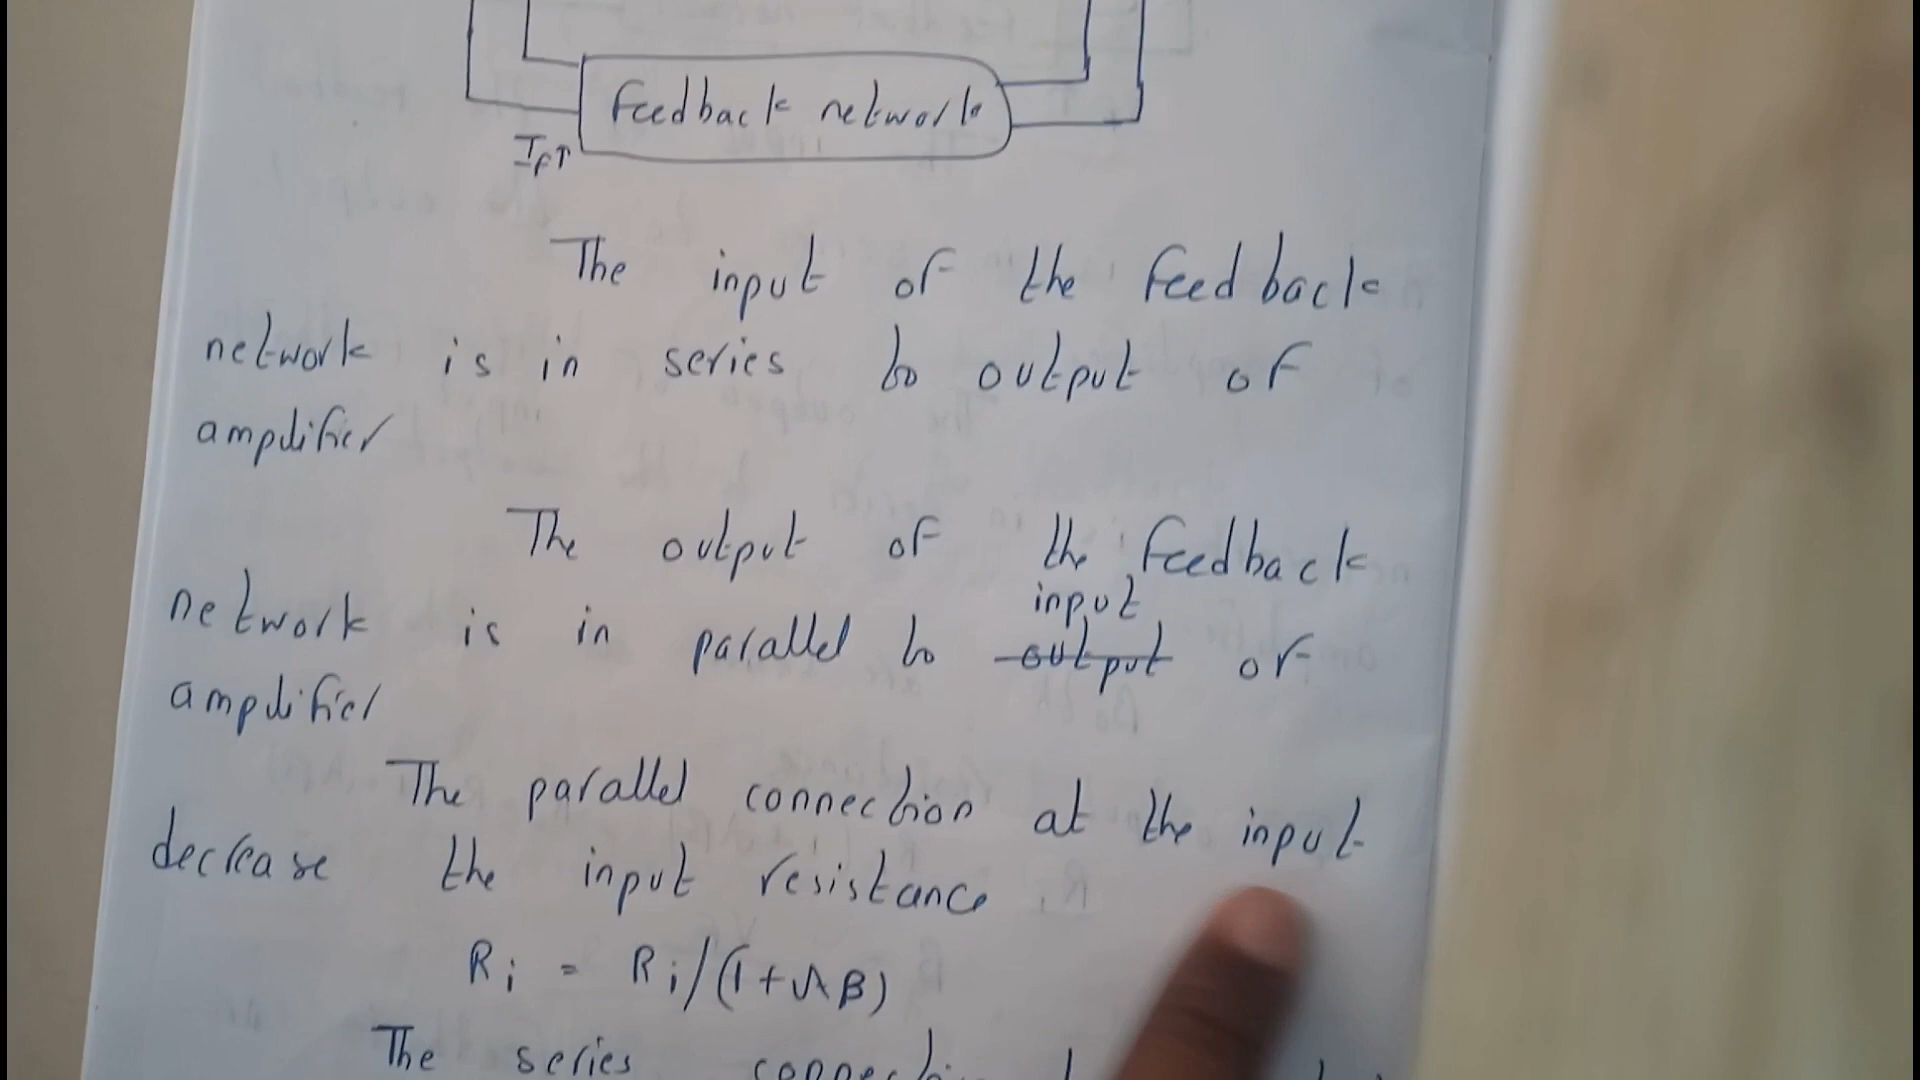 Feedback network
If↑
The input of the feedback
network is in series to output of
amplifier
The output of the feedback
input
network is in parallel to output of
amplifier
The parallel connection at the input
decrease the input resistance
Ri = Ri/(1+Aβ)
The series